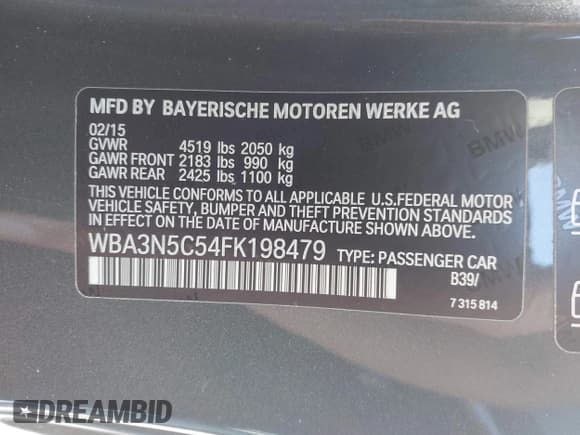 MFD BY BAYERISCHE MOTOREN WERKE AG
02/15
GVWR 4519 lbs 2050 kg
GAWR FRONT 2183 lbs 990 kg
GAWR REAR 2425 lbs 1100 kg
THIS VEHICLE CONFORMS TO ALL APPLICABLE U.S.FEDERAL MOTOR
VEHICLE SAFETY, BUMPER AND THEFT PREVENTION STANDARDS
IN EFFECT ON THE DATE OF MANUFACTURE SHOWN ABOVE.
WBA3N5C54FK198479 TYPE: PASSENGER CAR
B39/
7 315 814
BMW
BMW
DREAMBID